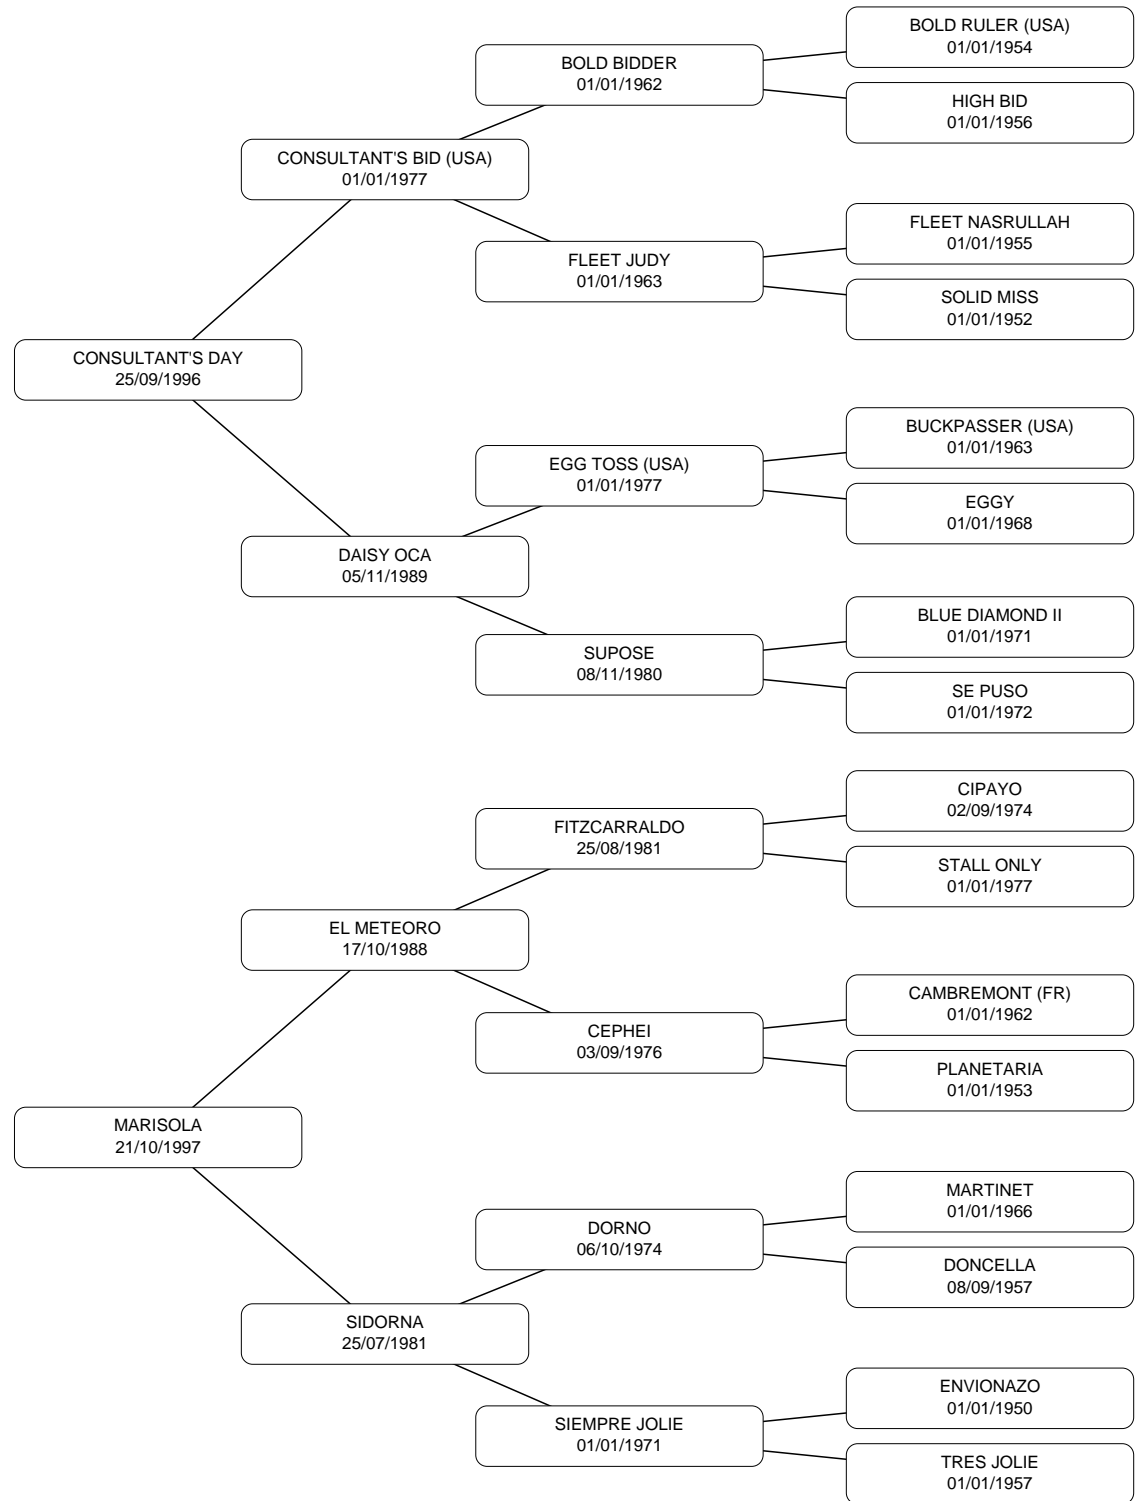 BOLD RULER (USA)
01/01/1954
BOLD BIDDER
01/01/1962
HIGH BID
01/01/1956
CONSULTANT'S BID (USA)
01/01/1977
FLEET NASRULLAH
01/01/1955
FLEET JUDY
01/01/1963
SOLID MISS
01/01/1952
CONSULTANT'S DAY
25/09/1996
BUCKPASSER (USA)
01/01/1963
EGG TOSS (USA)
01/01/1977
EGGY
01/01/1968
DAISY OCA
05/11/1989
BLUE DIAMOND II
01/01/1971
SUPOSE
08/11/1980
SE PUSO
01/01/1972
CIPAYO
02/09/1974
FITZCARRALDO
25/08/1981
STALL ONLY
01/01/1977
EL METEORO
17/10/1988
CAMBREMONT (FR)
01/01/1962
CEPHEI
03/09/1976
PLANETARIA
01/01/1953
MARISOLA
21/10/1997
MARTINET
01/01/1966
DORNO
06/10/1974
DONCELLA
08/09/1957
SIDORNA
25/07/1981
ENVIONAZO
01/01/1950
SIEMPRE JOLIE
01/01/1971
TRES JOLIE
01/01/1957